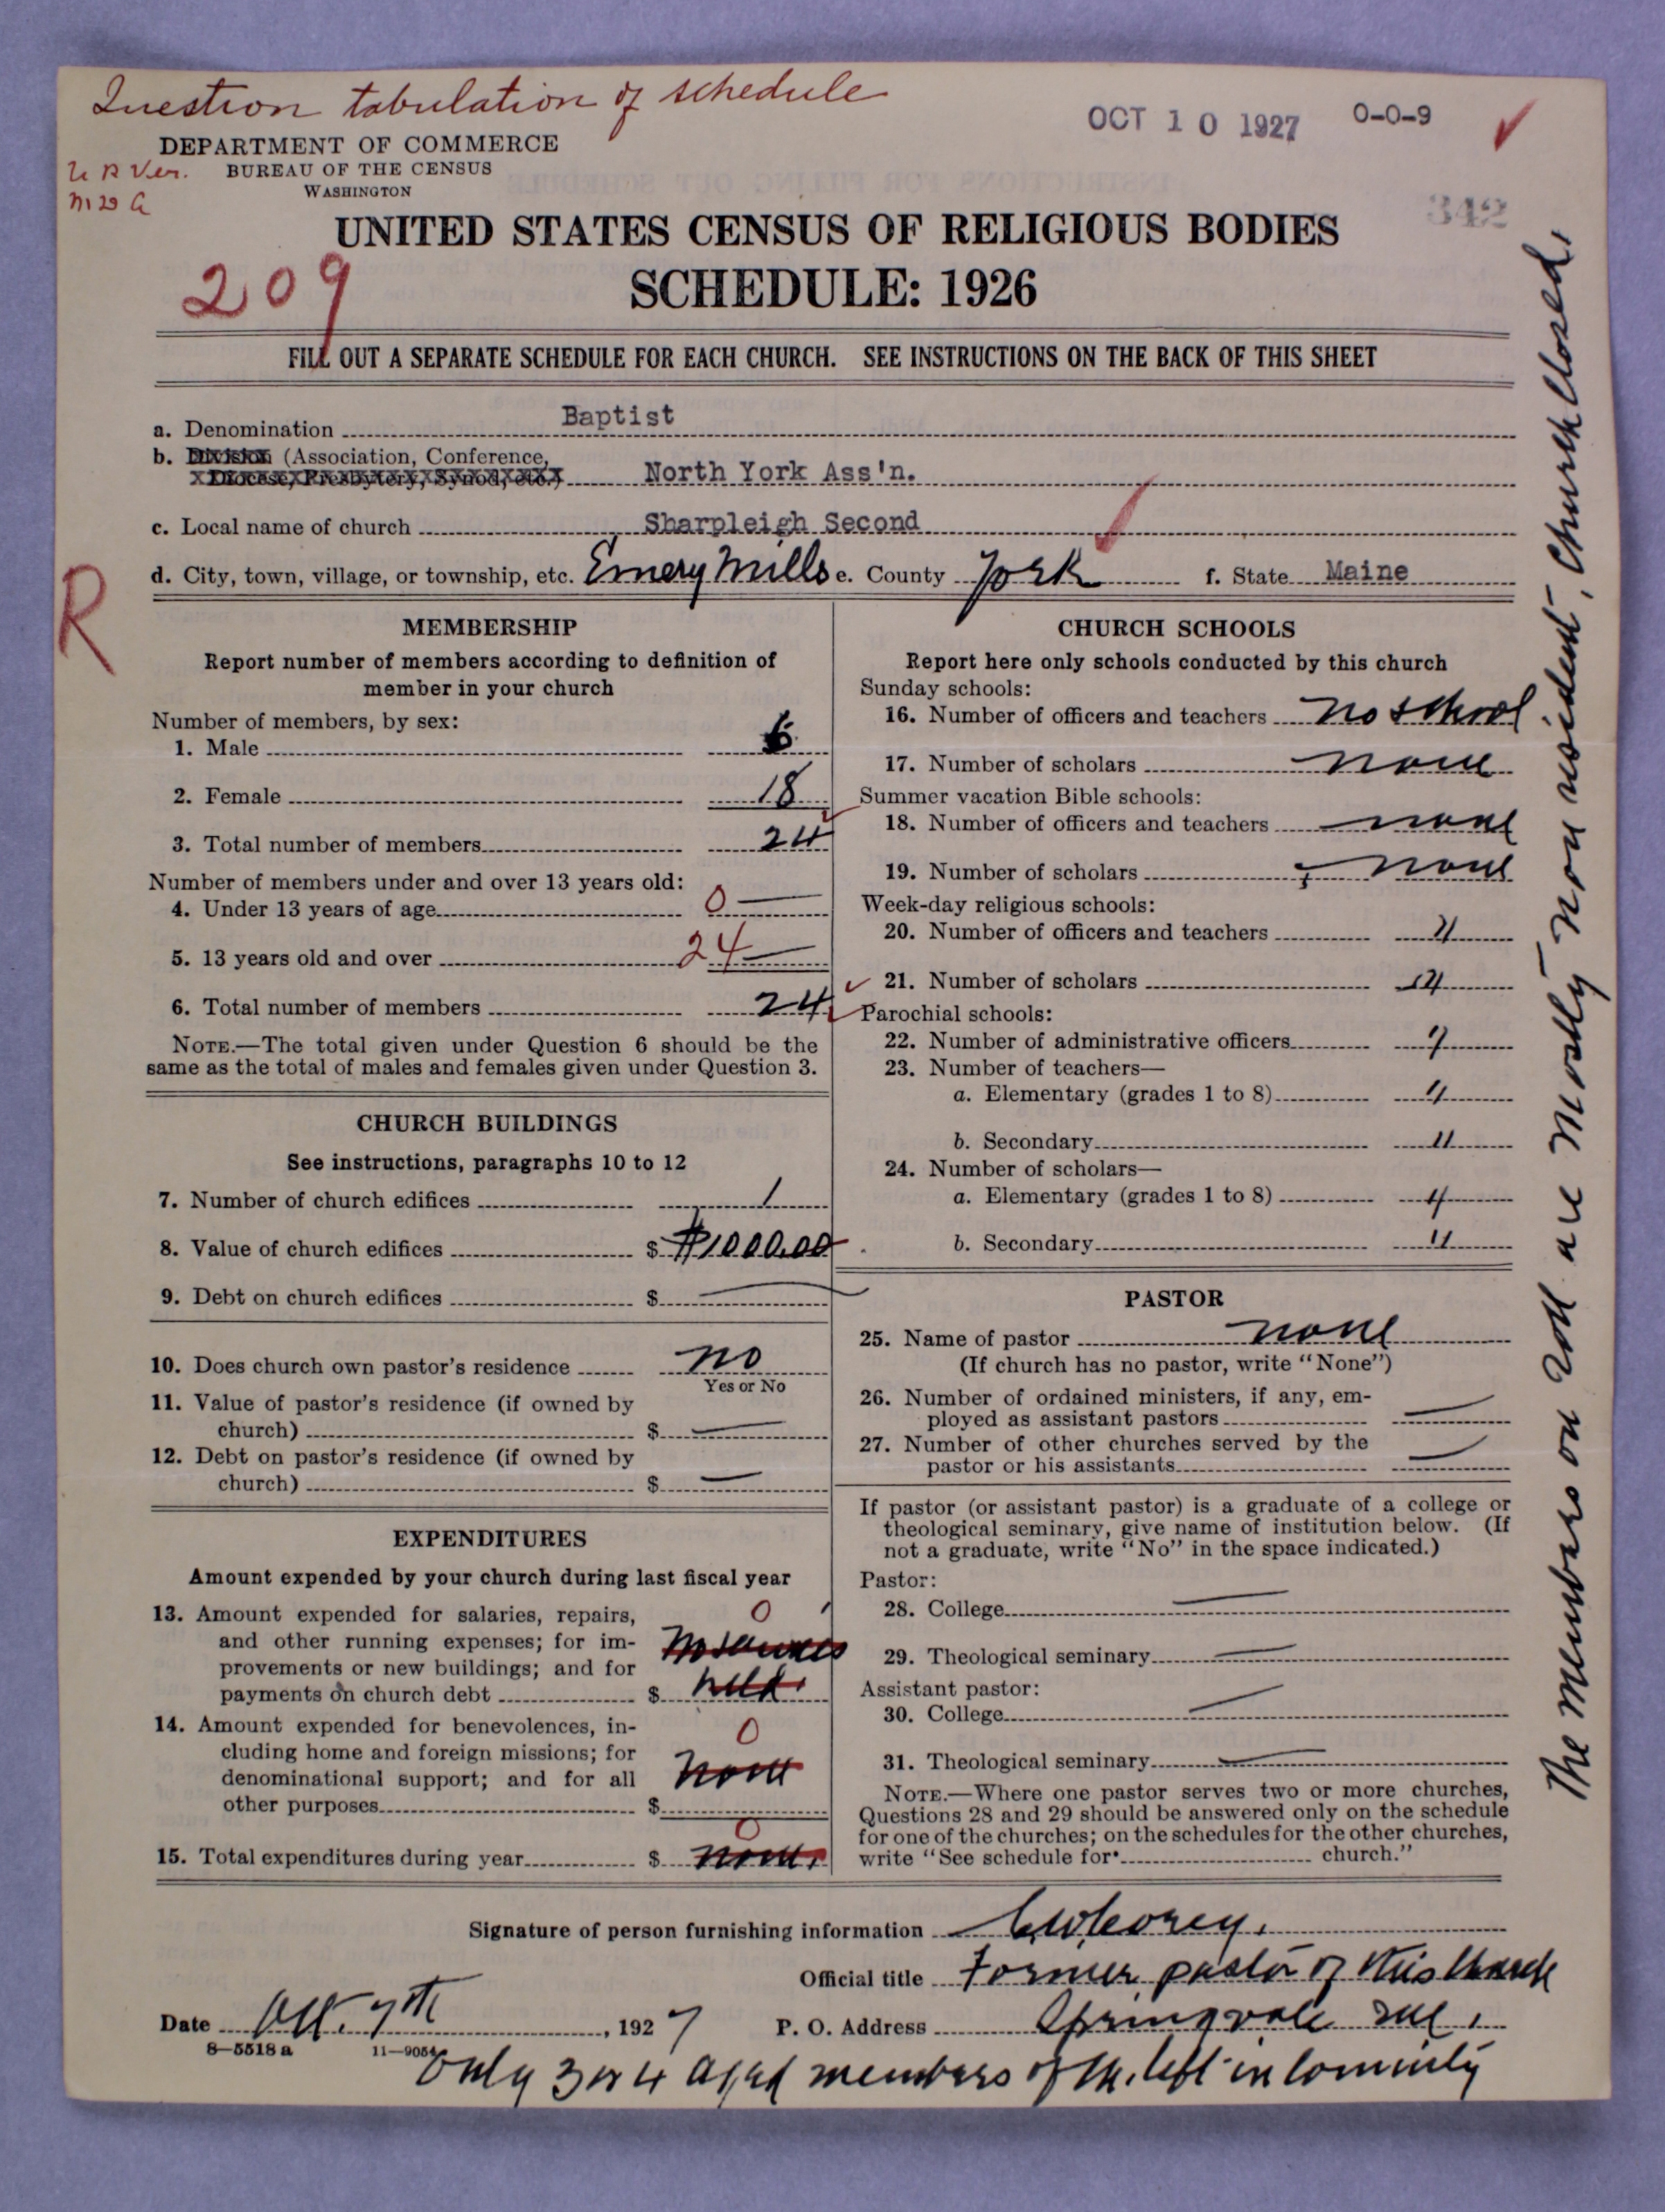 Question tabulation of schedule
OCT 10 1927 0-0-9
DEPARTMENT OF COMMERCE
BUREAU OF THE CENSUS
WASHINGTON
342
UNITED STATES CENSUS OF RELIGIOUS BODIES
209
SCHEDULE: 1926
FILL OUT A SEPARATE SCHEDULE FOR EACH CHURCH. SEE INSTRUCTIONS ON THE BACK OF THIS SHEET
a. Denomination Baptist
b. Division (Association, Conference,
Diocese, Presbytery, Synod, etc.) North York Ass'n.
c. Local name of church Sharpleigh Second
d. City, town, village, or township, etc. Emery Mills e. County York f. State Maine
R
MEMBERSHIP
Report number of members according to definition of
member in your church
Number of members, by sex:
1. Male 6
2. Female 18
3. Total number of members 24
Number of members under and over 13 years old:
4. Under 13 years of age 0 —
5. 13 years old and over 24 —
6. Total number of members 24
NOTE.—The total given under Question 6 should be the
same as the total of males and females given under Question 3.
CHURCH BUILDINGS
See instructions, paragraphs 10 to 12
7. Number of church edifices 1
8. Value of church edifices $ $1000.00
9. Debt on church edifices $ —
10. Does church own pastor's residence no
Yes or No
11. Value of pastor's residence (if owned by
church) $ —
12. Debt on pastor's residence (if owned by
church) $ —
EXPENDITURES
Amount expended by your church during last fiscal year
13. Amount expended for salaries, repairs, 0
and other running expenses; for im- No services
provements or new buildings; and for
payments on church debt $ held.
14. Amount expended for benevolences, in- 0
cluding home and foreign missions; for
denominational support; and for all none
other purposes $
0
15. Total expenditures during year $ none.
CHURCH SCHOOLS
Report here only schools conducted by this church
Sunday schools:
16. Number of officers and teachers no school
17. Number of scholars none
Summer vacation Bible schools:
18. Number of officers and teachers none
19. Number of scholars none
Week-day religious schools:
20. Number of officers and teachers "
21. Number of scholars "
Parochial schools:
22. Number of administrative officers "
23. Number of teachers—
a. Elementary (grades 1 to 8) "
b. Secondary "
24. Number of scholars—
a. Elementary (grades 1 to 8) "
b. Secondary "
PASTOR
25. Name of pastor none
(If church has no pastor, write "None")
26. Number of ordained ministers, if any, em-
ployed as assistant pastors —
27. Number of other churches served by the
pastor or his assistants —
If pastor (or assistant pastor) is a graduate of a college or
theological seminary, give name of institution below. (If
not a graduate, write "No" in the space indicated.)
Pastor:
28. College —
29. Theological seminary —
Assistant pastor:
30. College —
31. Theological seminary —
NOTE.—Where one pastor serves two or more churches,
Questions 28 and 29 should be answered only on the schedule
for one of the churches; on the schedules for the other churches,
write "See schedule for church."
The members on roll are mostly non resident, Church closed.
Signature of person furnishing information Corey.
Official title Former pastor of this church
Date Oct. 7th, 1927 P. O. Address Springvale Me.
8-5518 a 11-9054
Only 3 or 4 aged members of ch. left in cominity